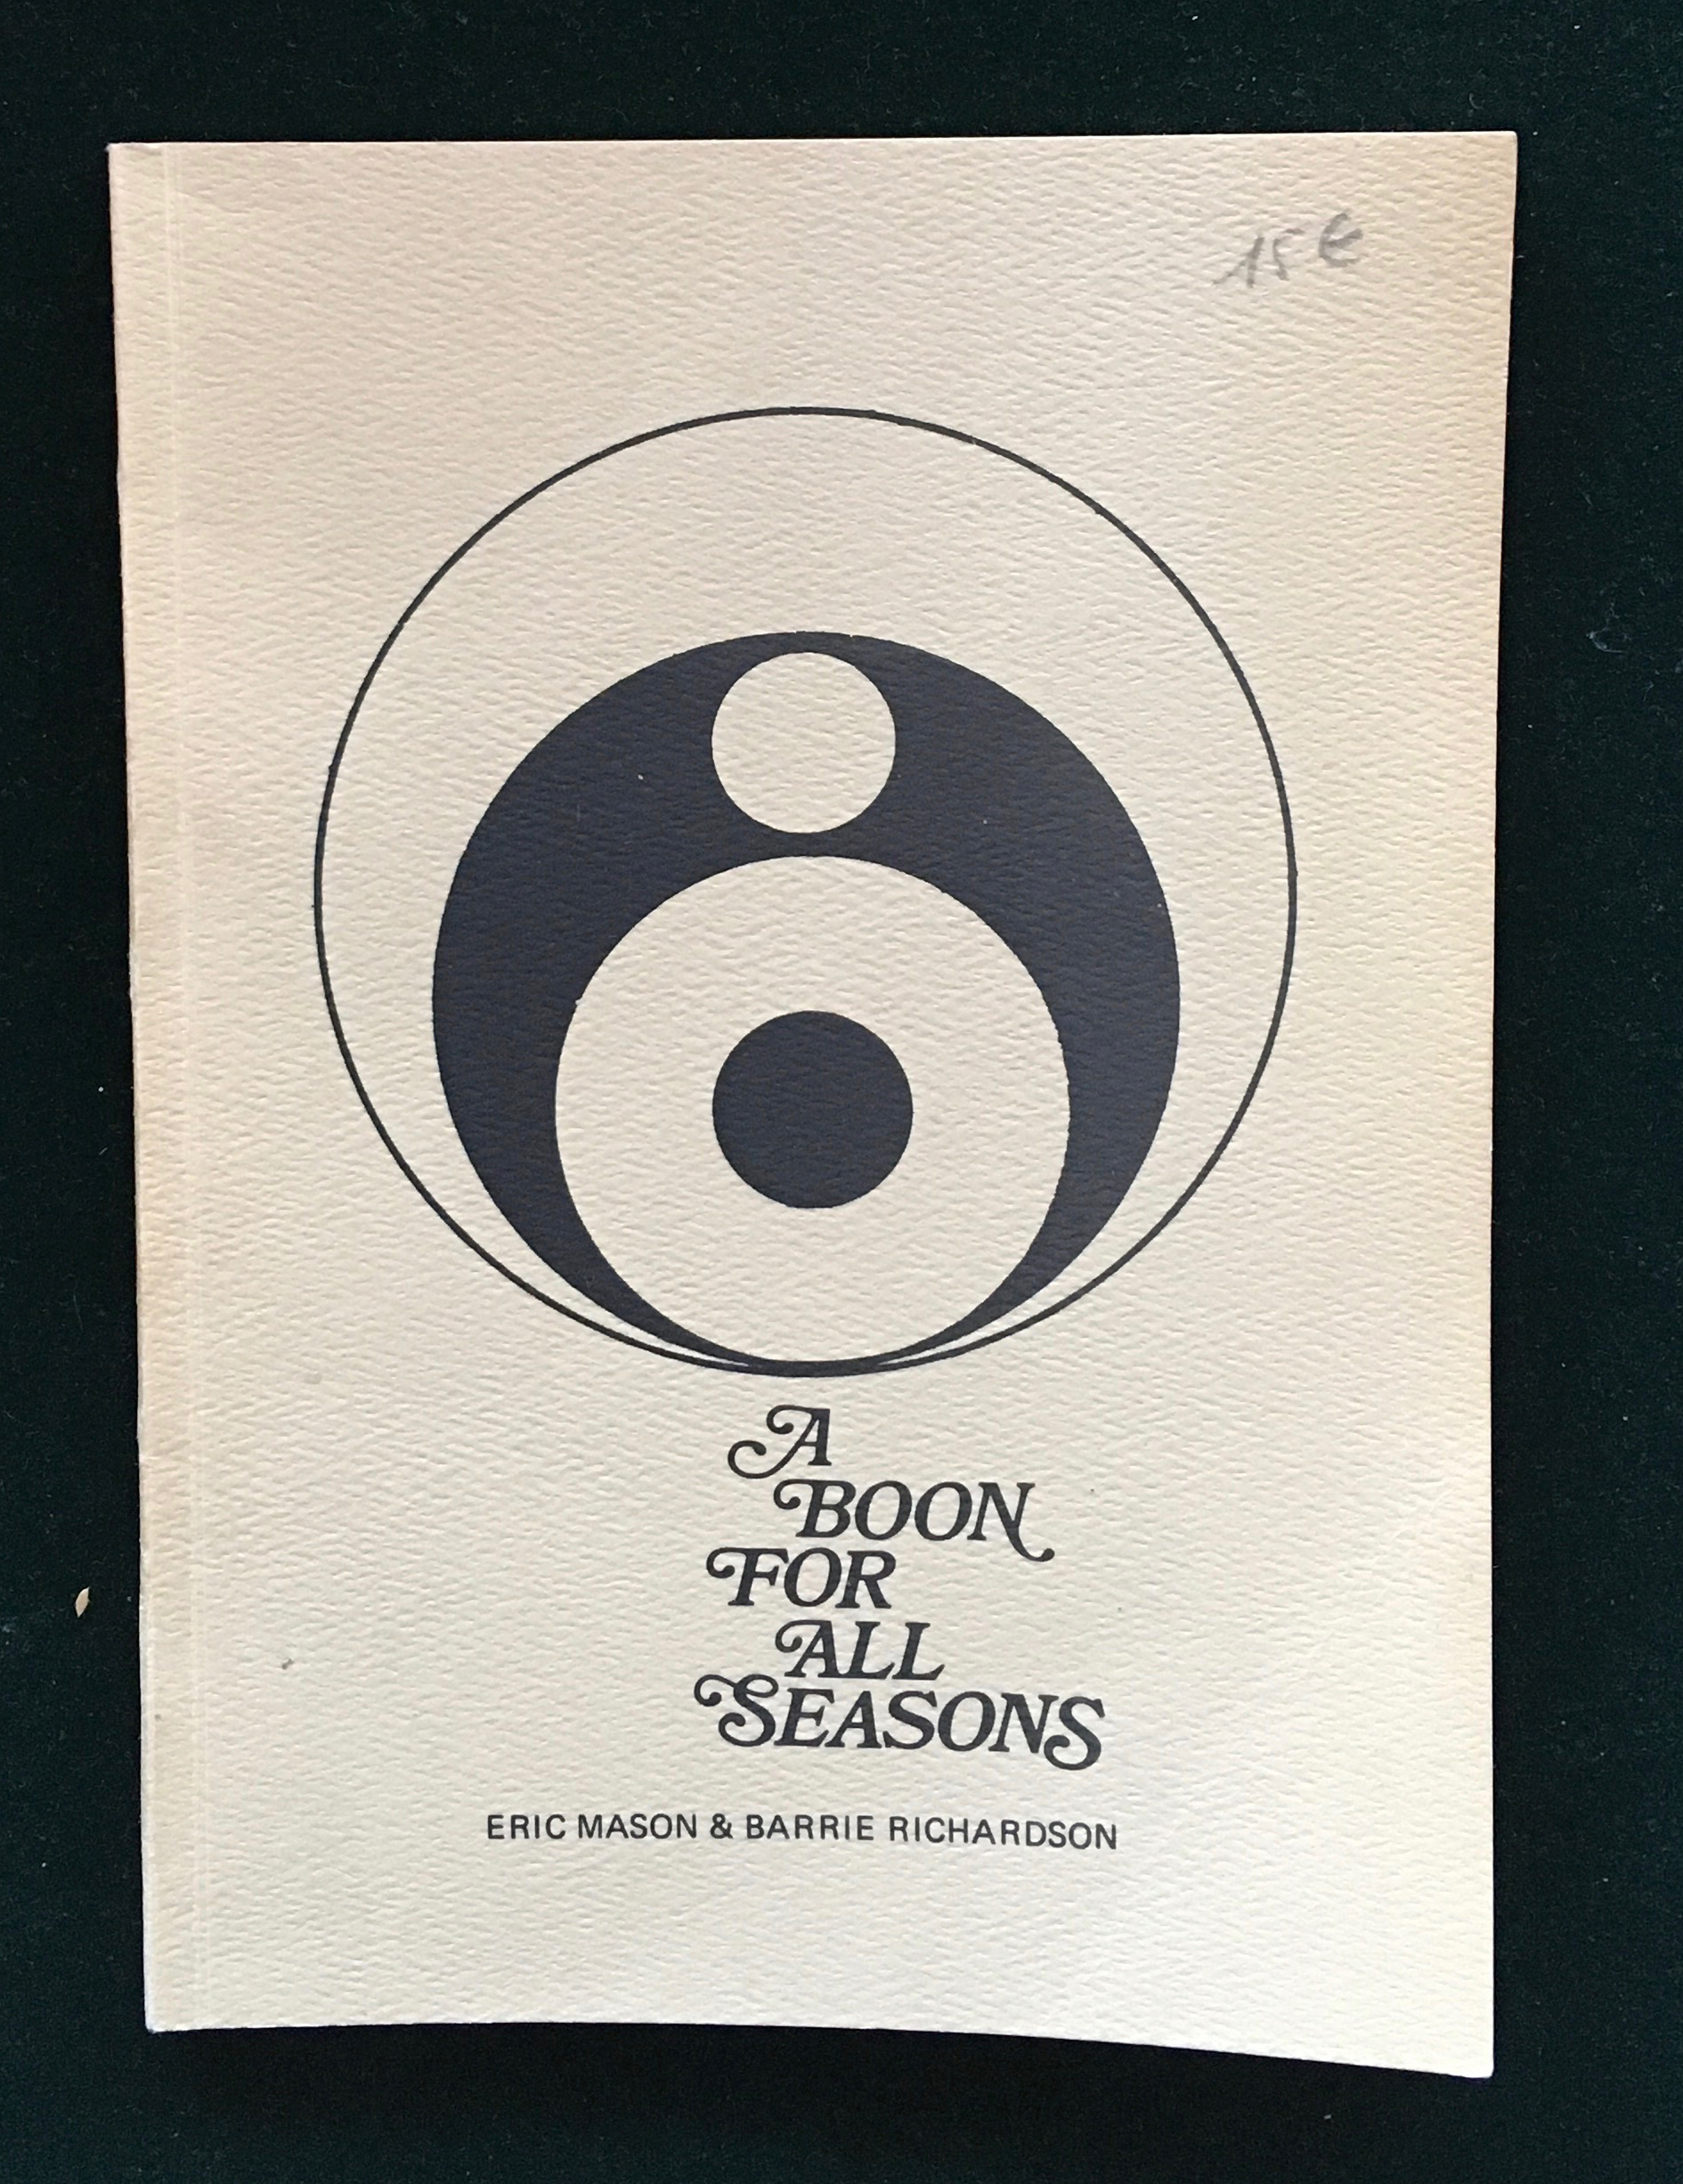 15 €
A
BOON
FOR
ALL
SEASONS
ERIC MASON & BARRIE RICHARDSON